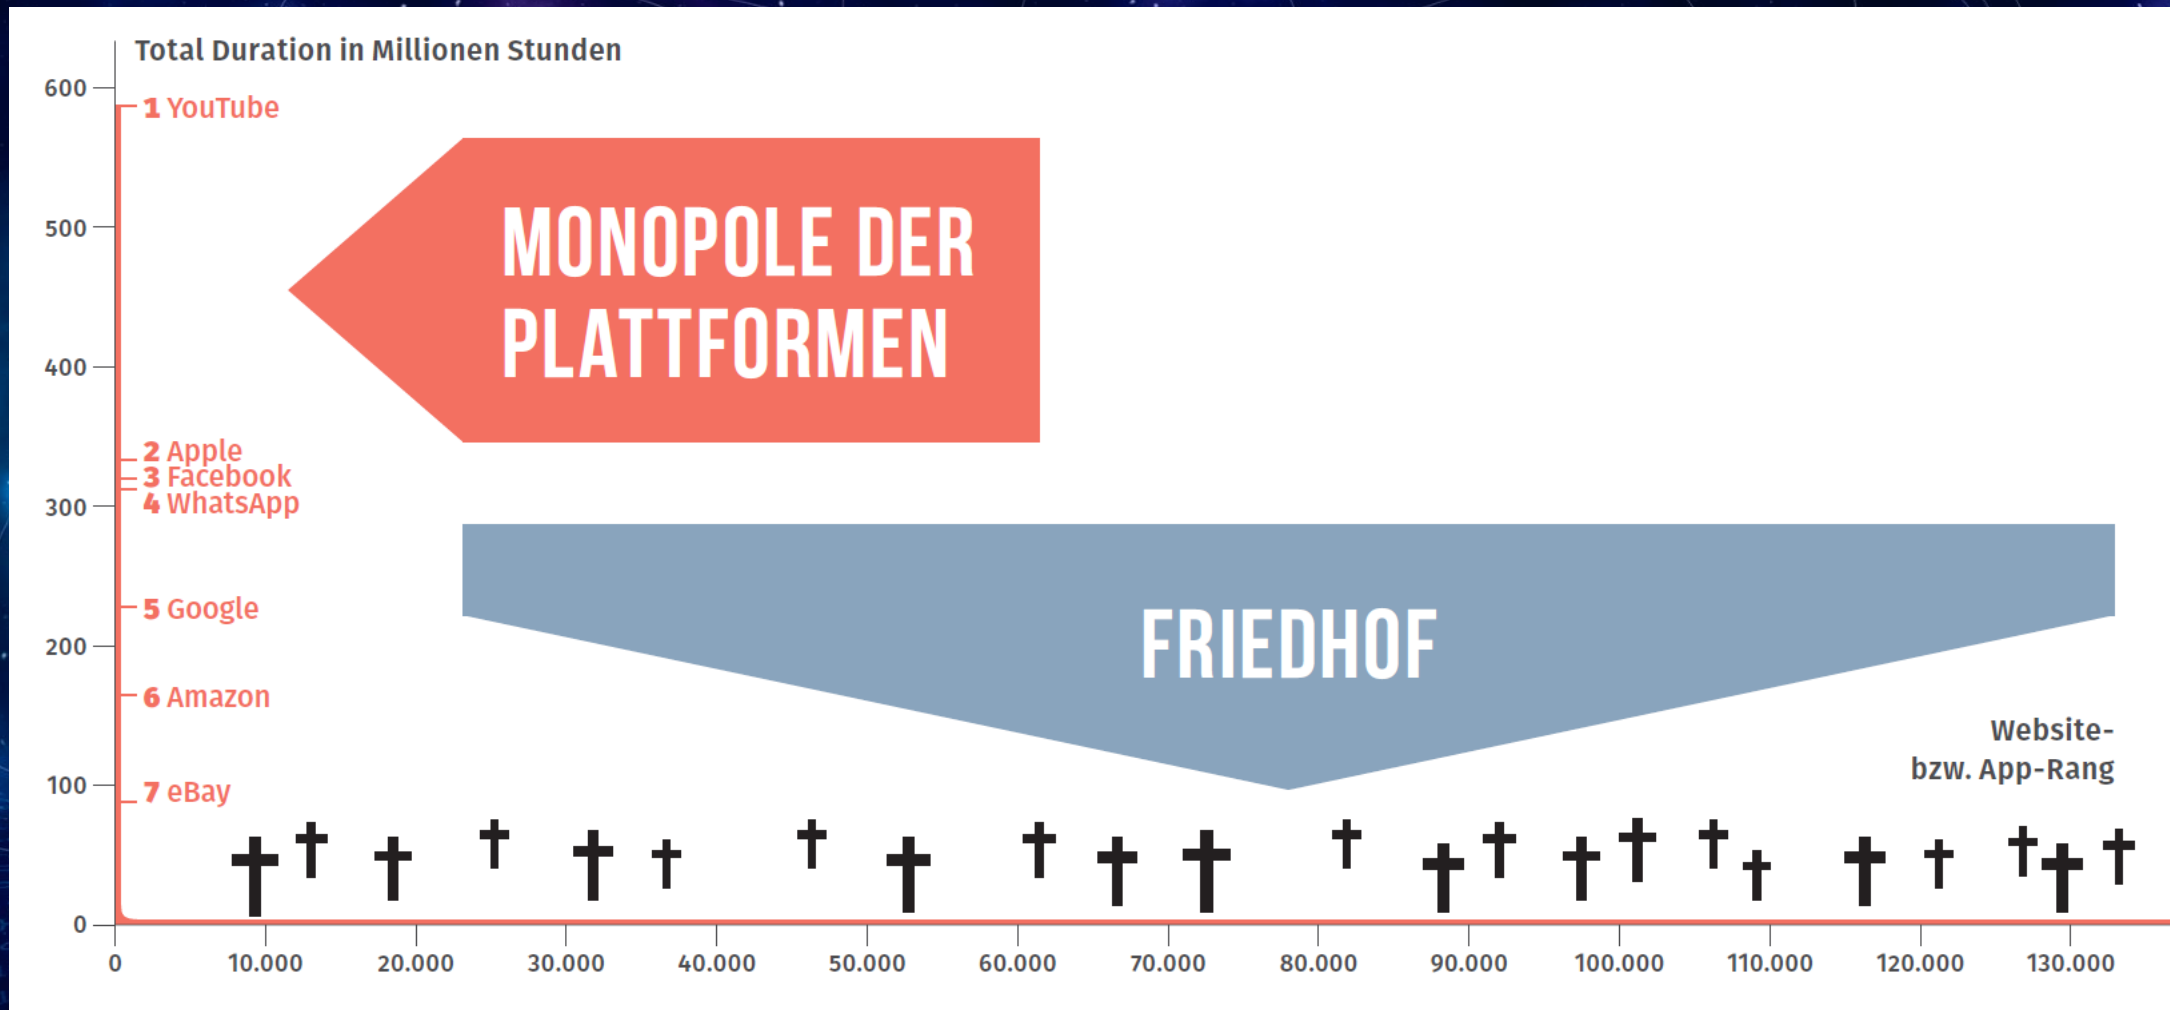 Total Duration in Millionen Stunden
600
1 YouTube
500
MONOPOLE DER
PLATTFORMEN
400
2 Apple
3 Facebook
4 WhatsApp
300
5 Google
200
FRIEDHOF
6 Amazon
Website-
bzw. App-Rang
100
7 eBay
0
0 10.000 20.000 30.000 40.000 50.000 60.000 70.000 80.000 90.000 100.000 110.000 120.000 130.000